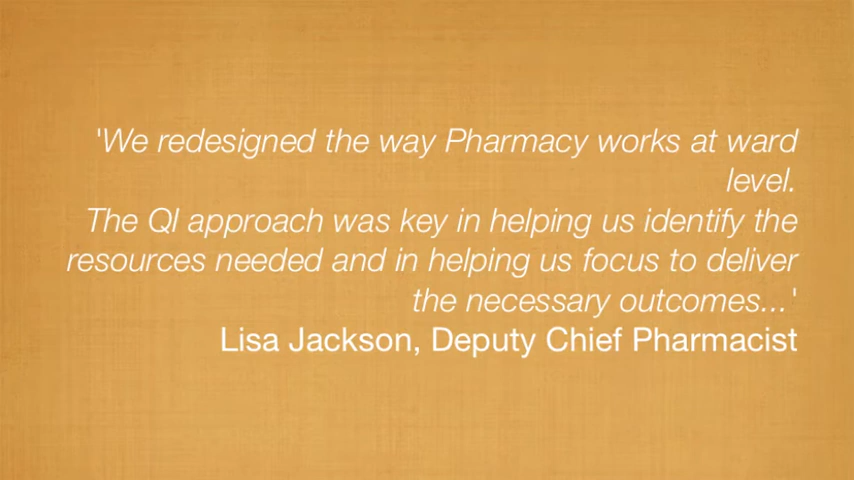 'We redesigned the way Pharmacy works at ward
level.
The QI approach was key in helping us identify the
resources needed and in helping us focus to deliver
the necessary outcomes...'
Lisa Jackson, Deputy Chief Pharmacist